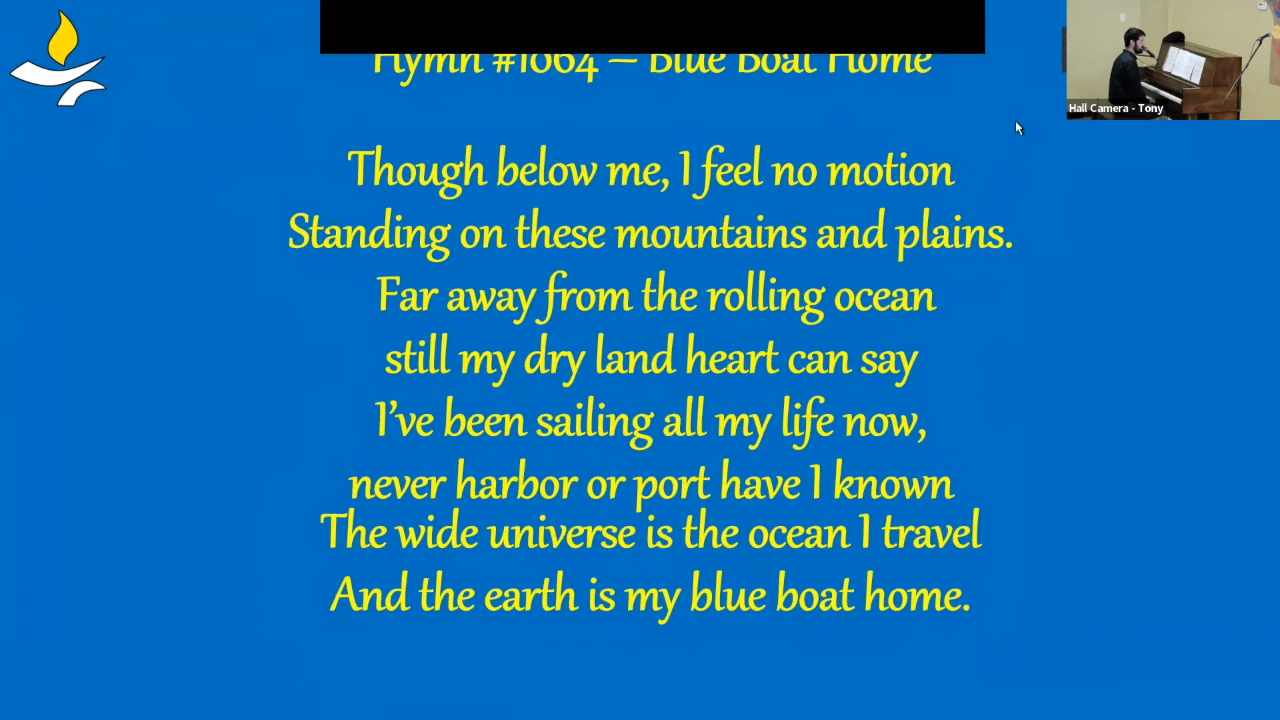 Hymn #1064 – Blue Boat Home
Hall Camera - Tony
Though below me, I feel no motion
Standing on these mountains and plains.
Far away from the rolling ocean
still my dry land heart can say
I've been sailing all my life now,
never harbor or port have I known
The wide universe is the ocean I travel
And the earth is my blue boat home.